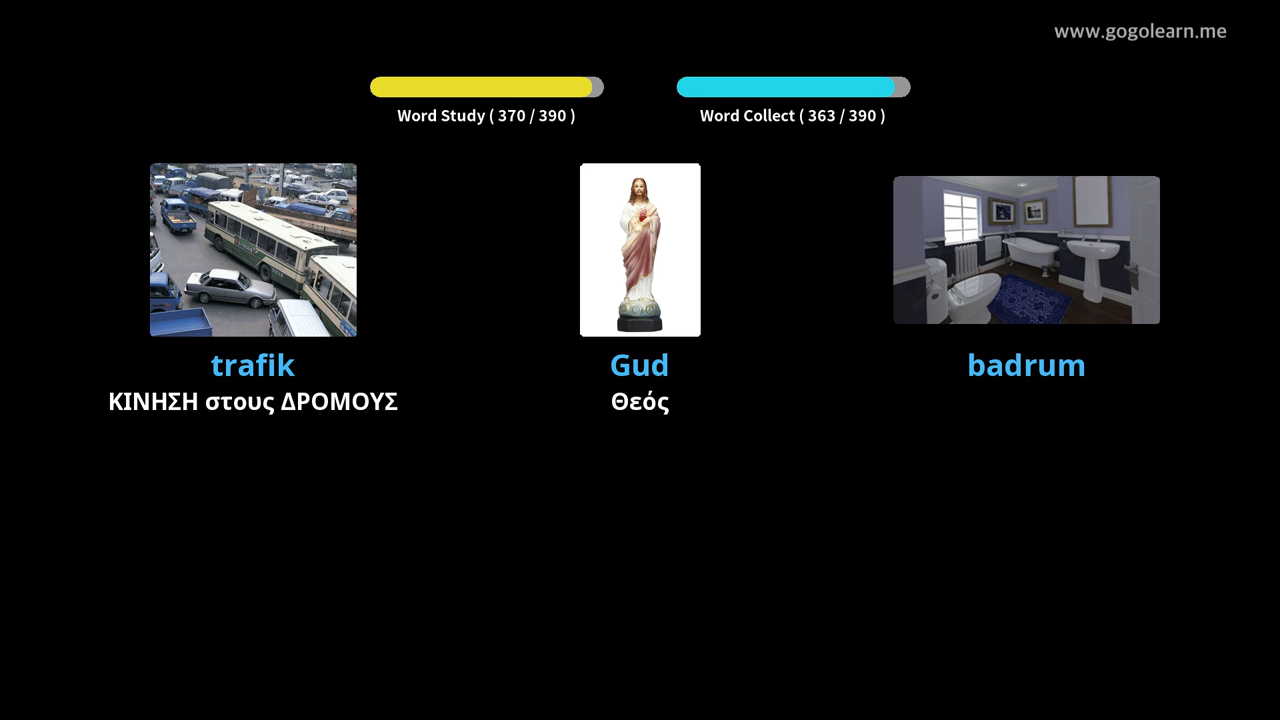 www.gogolearn.me
Word Study ( 370 / 390 )
Word Collect ( 363 / 390 )
trafik
Gud
badrum
ΚΙΝΗΣΗ στους ΔΡΟΜΟΥΣ
Θεός